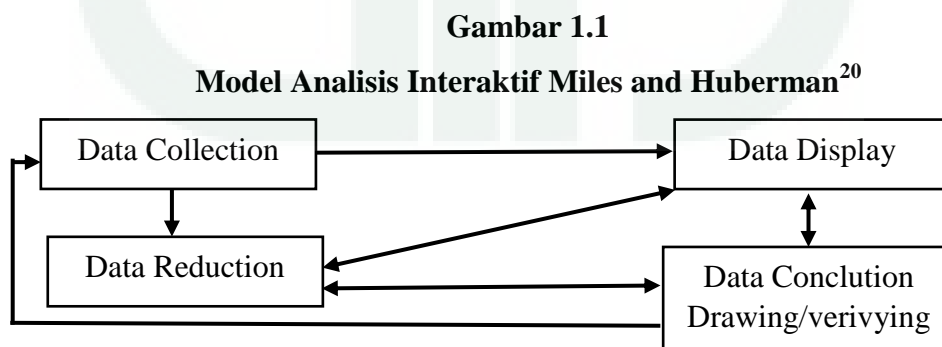 Gambar 1.1
Model Analisis Interaktif Miles and Huberman20
Data Collection
Data Display
Data Reduction
Data Conclution
Drawing/verivying